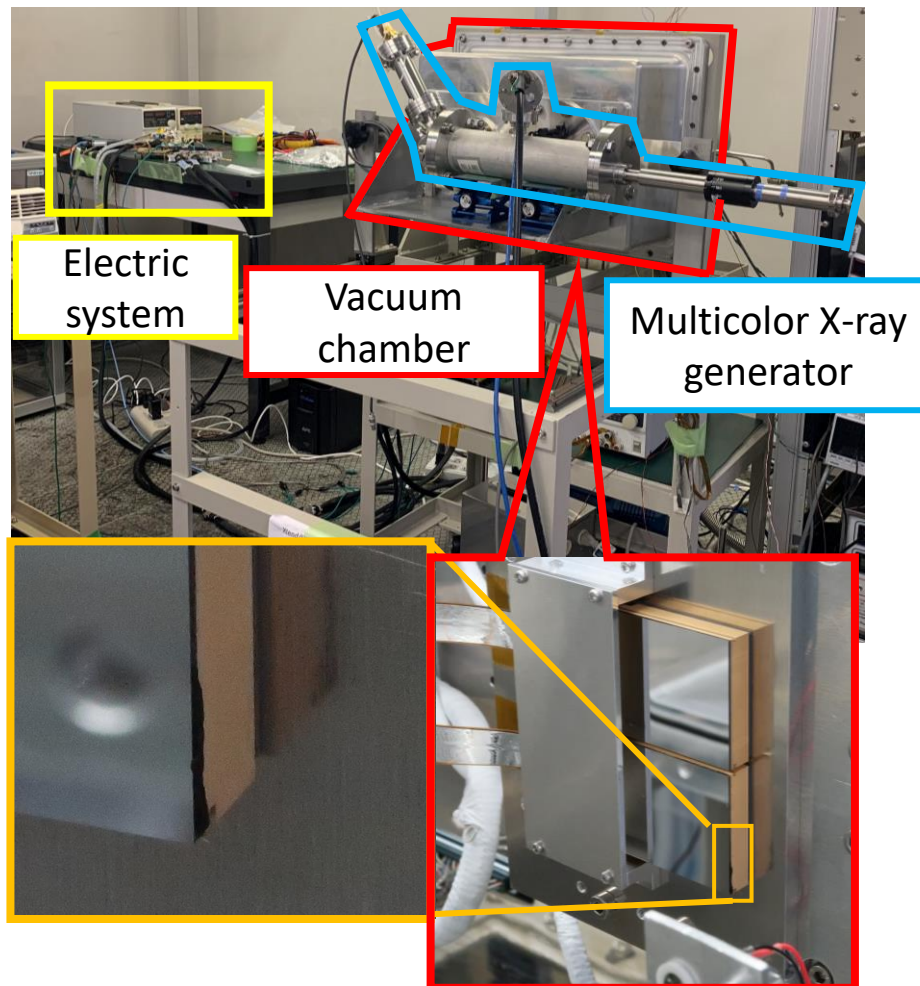 Electric
system
Vacuum
chamber
Multicolor X-ray
generator